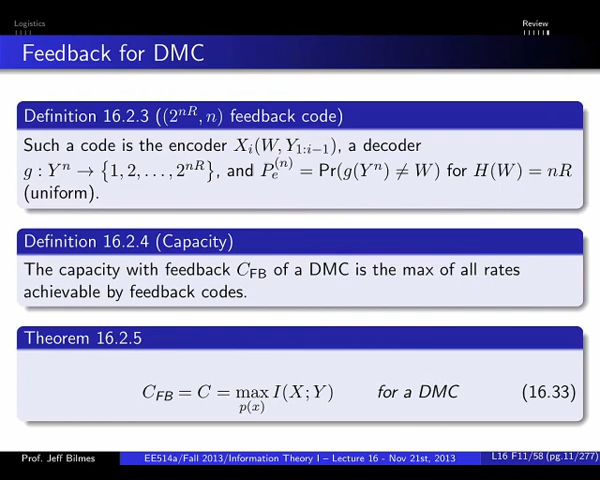 Logistics
Review
Feedback for DMC
Definition 16.2.3 ((2^{nR}, n) feedback code)
Such a code is the encoder X_i(W, Y_{1:i−1}), a decoder
g : Y^n → {1, 2, . . . , 2^{nR}}, and P_e^{(n)} = Pr(g(Y^n) ≠ W) for H(W) = nR
(uniform).
Definition 16.2.4 (Capacity)
The capacity with feedback C_{FB} of a DMC is the max of all rates
achievable by feedback codes.
Theorem 16.2.5
C_{FB} = C = max_{p(x)} I(X; Y) for a DMC (16.33)
Prof. Jeff Bilmes EE514a/Fall 2013/Information Theory I – Lecture 16 - Nov 21st, 2013 L16 F11/58 (pg.11/277)